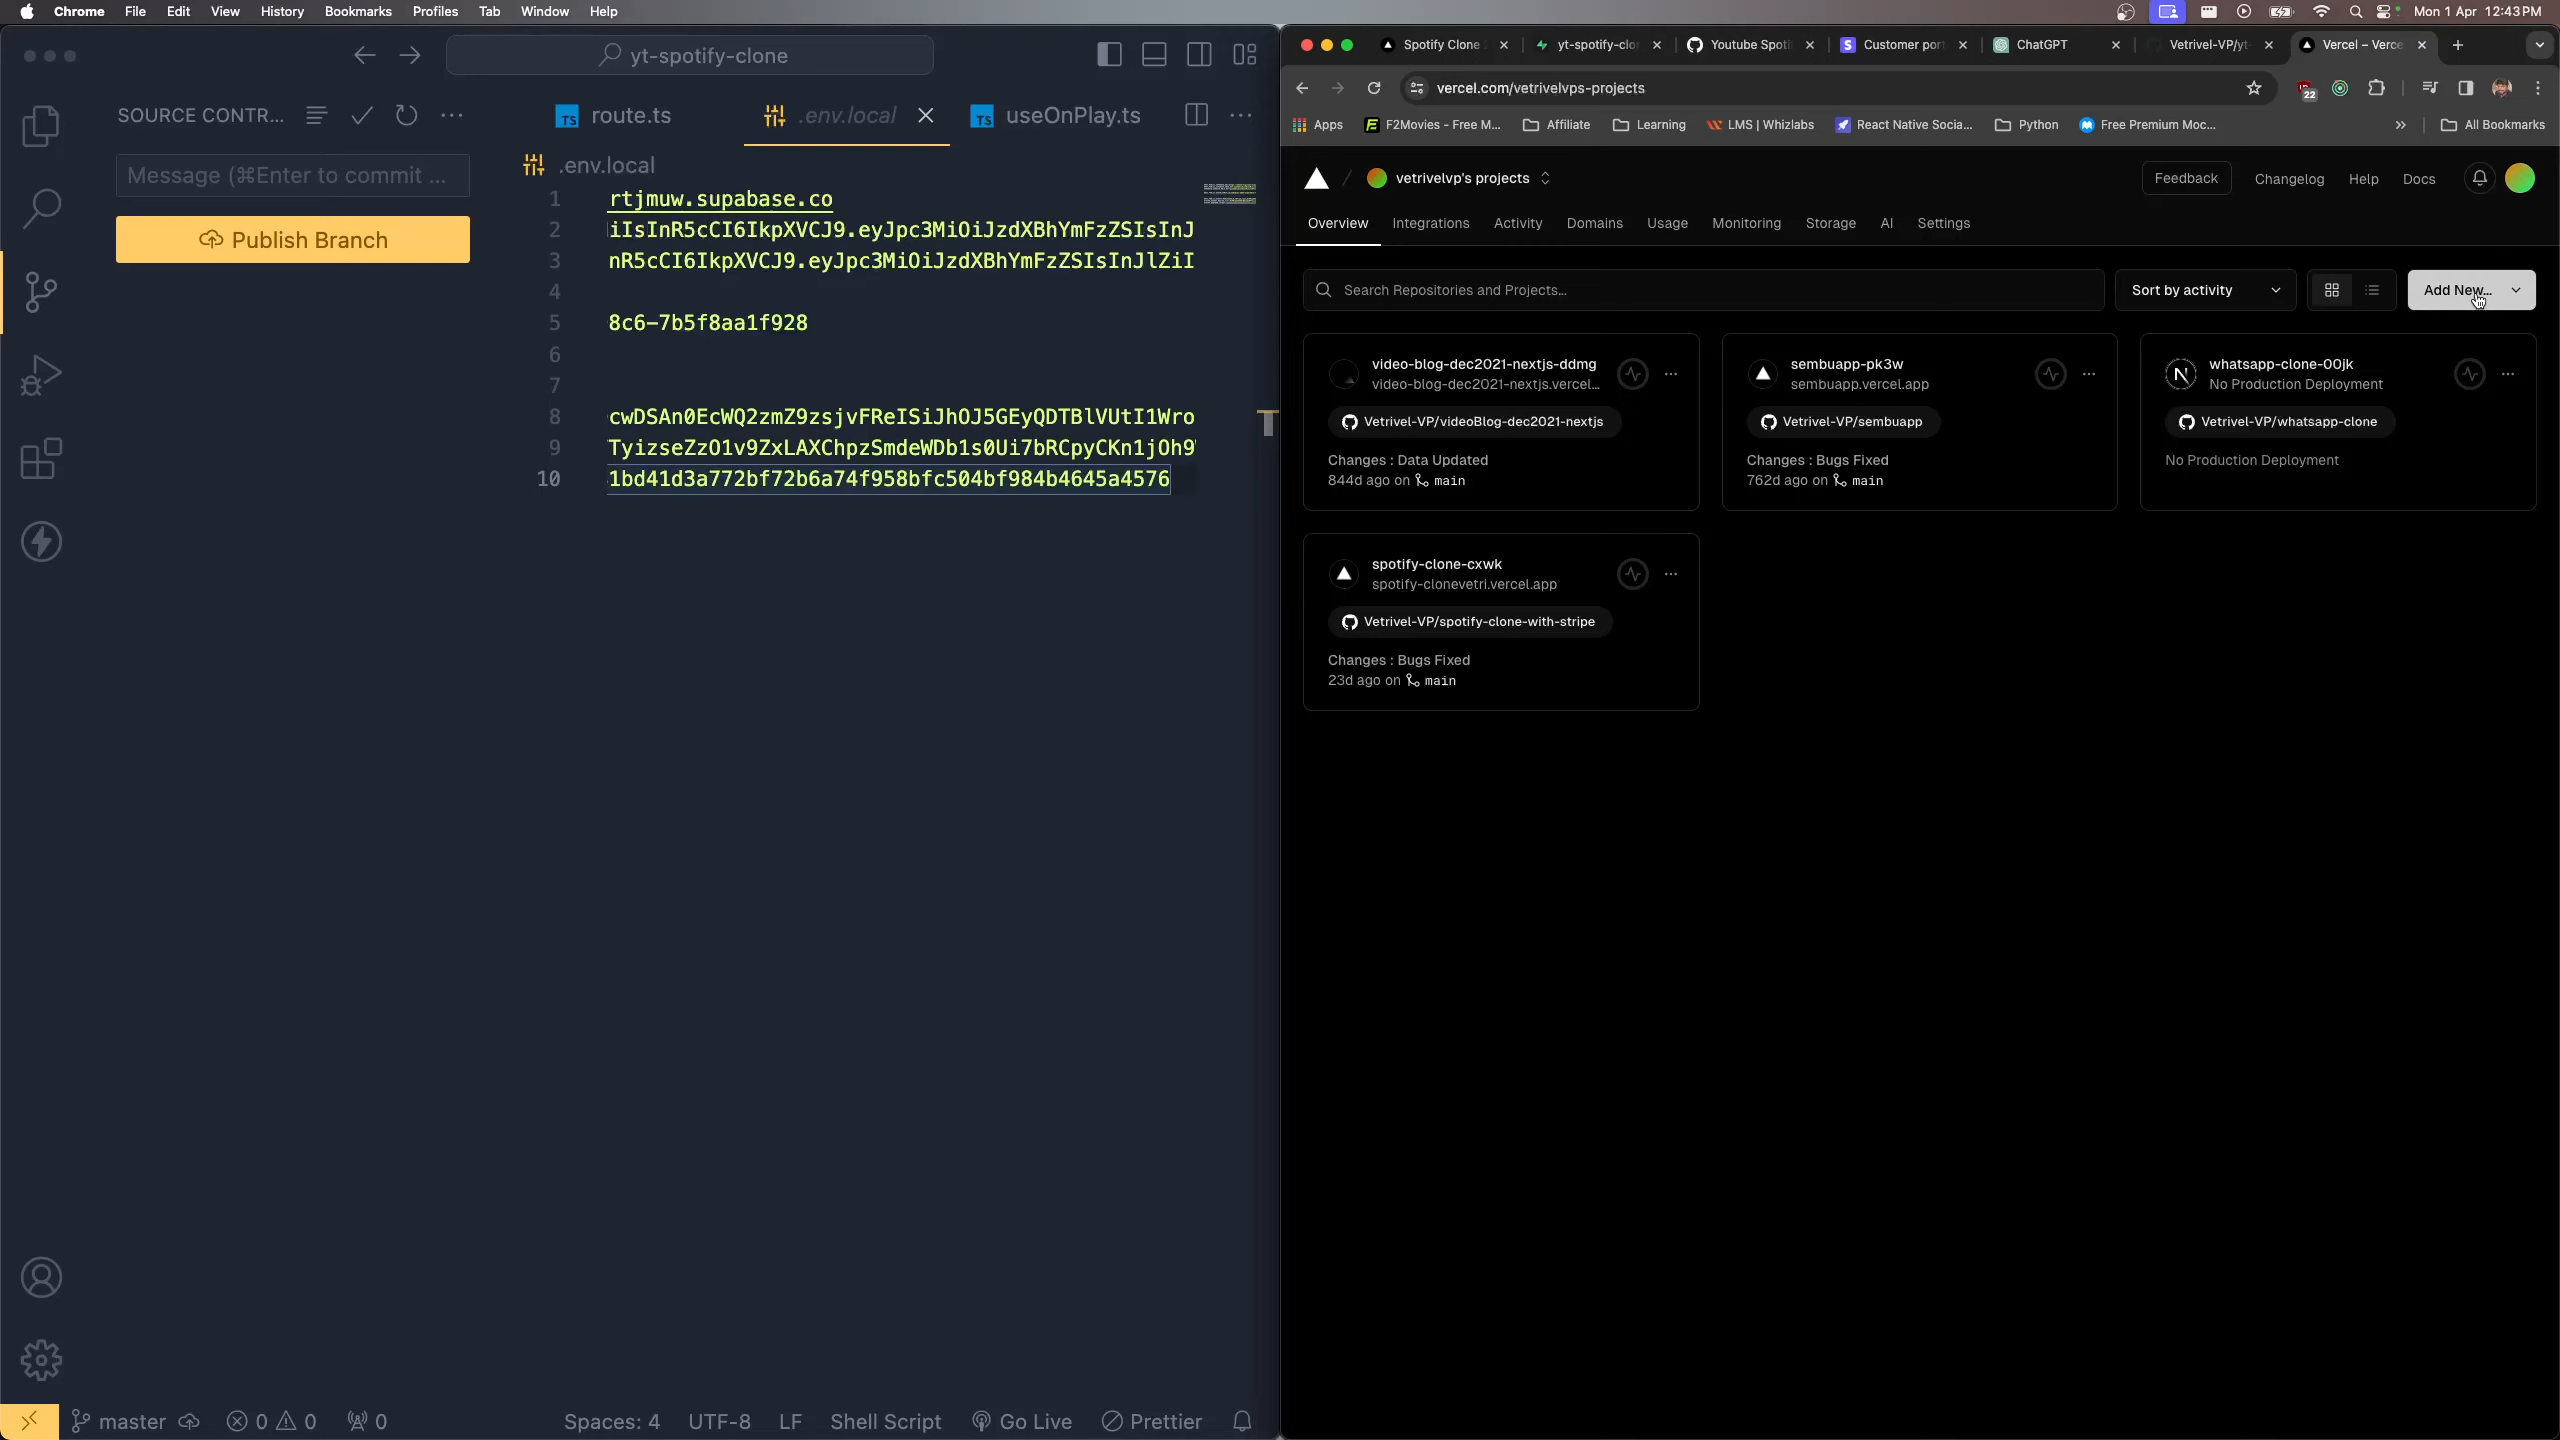 Chrome File Edit View History Bookmarks Profiles Tab Window Help
Mon 1 Apr 12:43 PM
yt-spotify-clone
SOURCE CONTR...
Message (⌘Enter to commit ...
Publish Branch
route.ts
.env.local
useOnPlay.ts
.env.local
1 rtjmuw.supabase.co
2 iIsInR5cCI6IkpXVCJ9.eyJpc3MiOiJzdXBhYmFzZSIsInJ
3 nR5cCI6IkpXVCJ9.eyJpc3MiOiJzdXBhYmFzZSIsInJlZiI
4
5 8c6-7b5f8aa1f928
6
7
8 cwDSAn0EcWQ2zmZ9zsjvFReISiJhOJ5GEyQDTBlVUtI1Wro
9 TyizseZzO1v9ZxLAXChpzSmdeWDb1s0Ui7bRCpyCKn1jOh9
10 1bd41d3a772bf72b6a74f958bfc504bf984b4645a4576
master 0 0 0
Spaces: 4 UTF-8 LF Shell Script Go Live Prettier
Spotify Clone
yt-spotify-clo
Youtube Spoti
Customer port
ChatGPT
Vetrivel-VP/yt
Vercel – Verce
vercel.com/vetrivelvps-projects
22
Apps F2Movies - Free M... Affiliate Learning LMS | Whizlabs React Native Socia... Python Free Premium Moc... » All Bookmarks
vetrivelvp's projects
Feedback Changelog Help Docs
Overview Integrations Activity Domains Usage Monitoring Storage AI Settings
Search Repositories and Projects...
Sort by activity
Add New...
video-blog-dec2021-nextjs-ddmg
video-blog-dec2021-nextjs.vercel...
Vetrivel-VP/videoBlog-dec2021-nextjs
Changes : Data Updated
844d ago on main
sembuapp-pk3w
sembuapp.vercel.app
Vetrivel-VP/sembuapp
Changes : Bugs Fixed
762d ago on main
whatsapp-clone-00jk
No Production Deployment
Vetrivel-VP/whatsapp-clone
No Production Deployment
spotify-clone-cxwk
spotify-clonevetri.vercel.app
Vetrivel-VP/spotify-clone-with-stripe
Changes : Bugs Fixed
23d ago on main